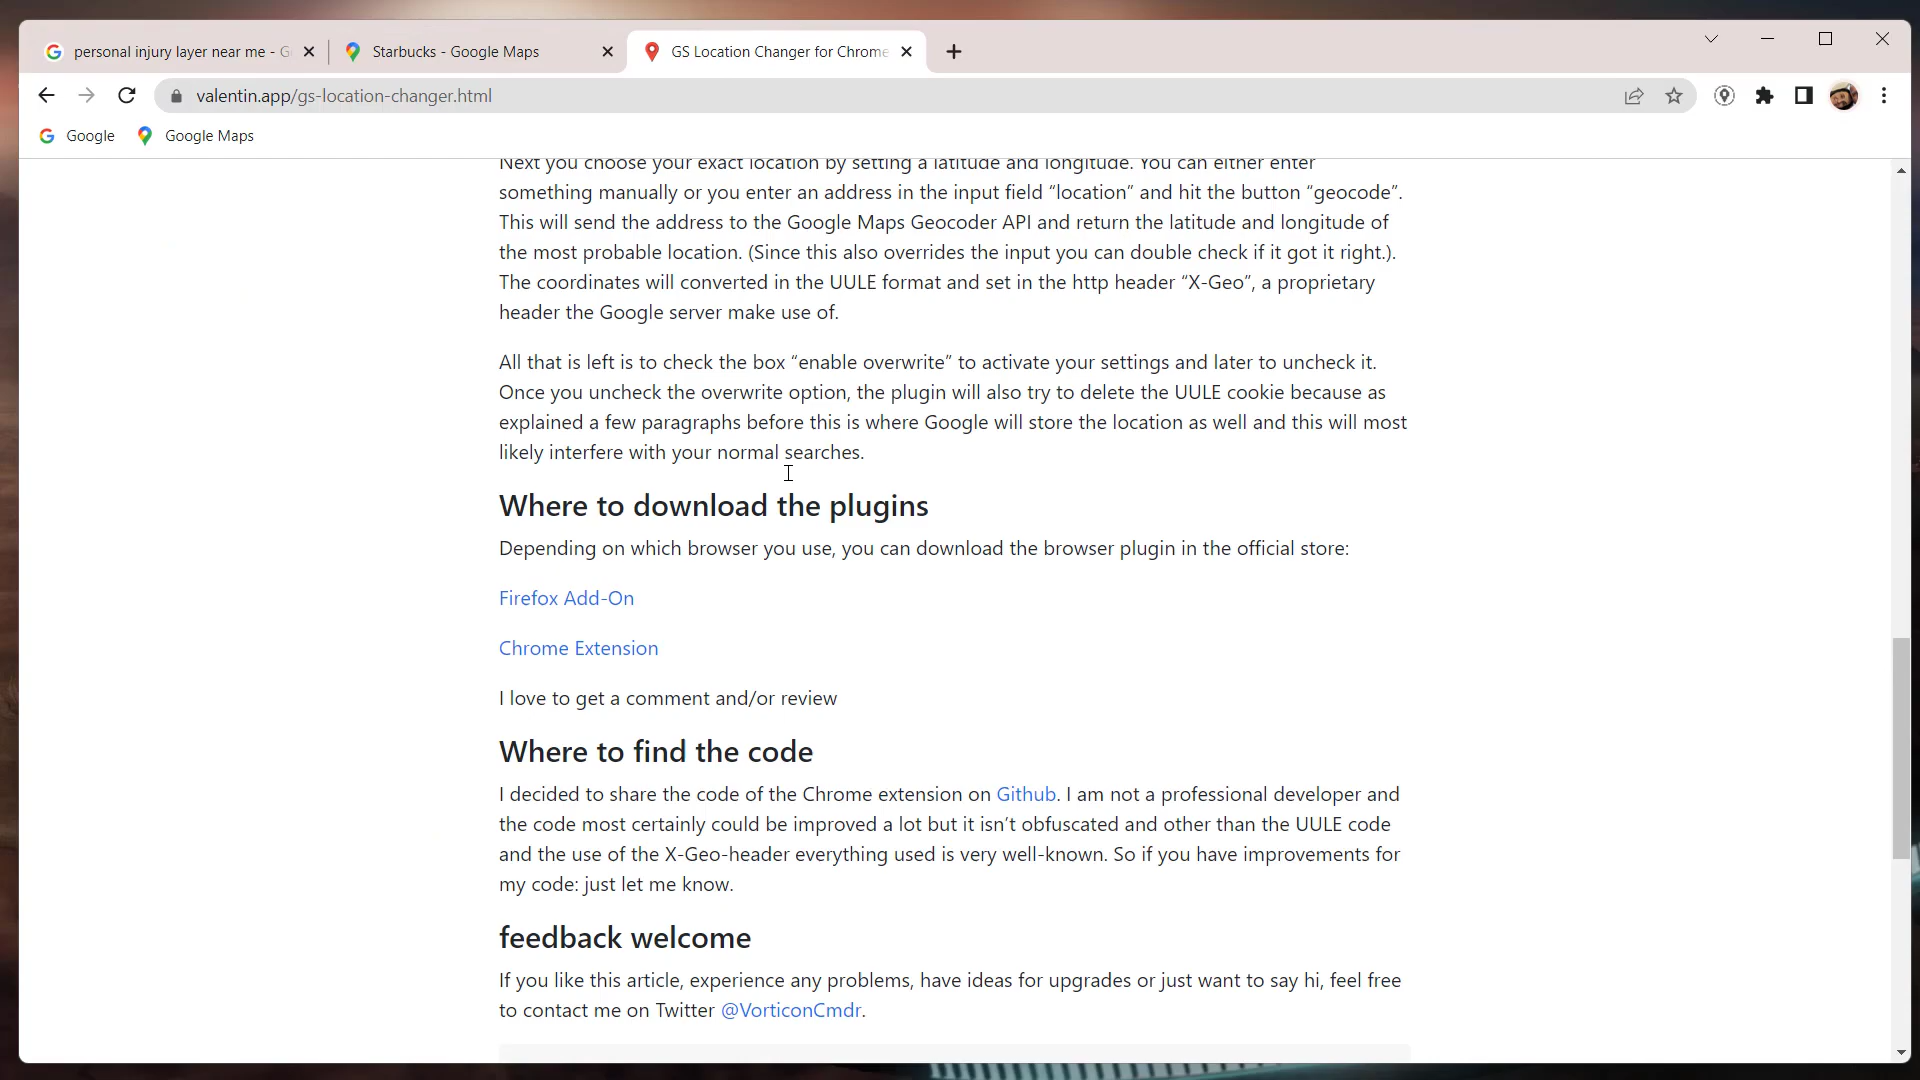 personal injury layer near me - G
Starbucks - Google Maps
GS Location Changer for Chrome
valentin.app/gs-location-changer.html
Google
Google Maps
Next you choose your exact location by setting a latitude and longitude. You can either enter
something manually or you enter an address in the input field “location” and hit the button “geocode”.
This will send the address to the Google Maps Geocoder API and return the latitude and longitude of
the most probable location. (Since this also overrides the input you can double check if it got it right.).
The coordinates will converted in the UULE format and set in the http header “X-Geo”, a proprietary
header the Google server make use of.
All that is left is to check the box “enable overwrite” to activate your settings and later to uncheck it.
Once you uncheck the overwrite option, the plugin will also try to delete the UULE cookie because as
explained a few paragraphs before this is where Google will store the location as well and this will most
likely interfere with your normal searches.
Where to download the plugins
Depending on which browser you use, you can download the browser plugin in the official store:
Firefox Add-On
Chrome Extension
I love to get a comment and/or review
Where to find the code
I decided to share the code of the Chrome extension on Github. I am not a professional developer and
the code most certainly could be improved a lot but it isn’t obfuscated and other than the UULE code
and the use of the X-Geo-header everything used is very well-known. So if you have improvements for
my code: just let me know.
feedback welcome
If you like this article, experience any problems, have ideas for upgrades or just want to say hi, feel free
to contact me on Twitter @VorticonCmdr.